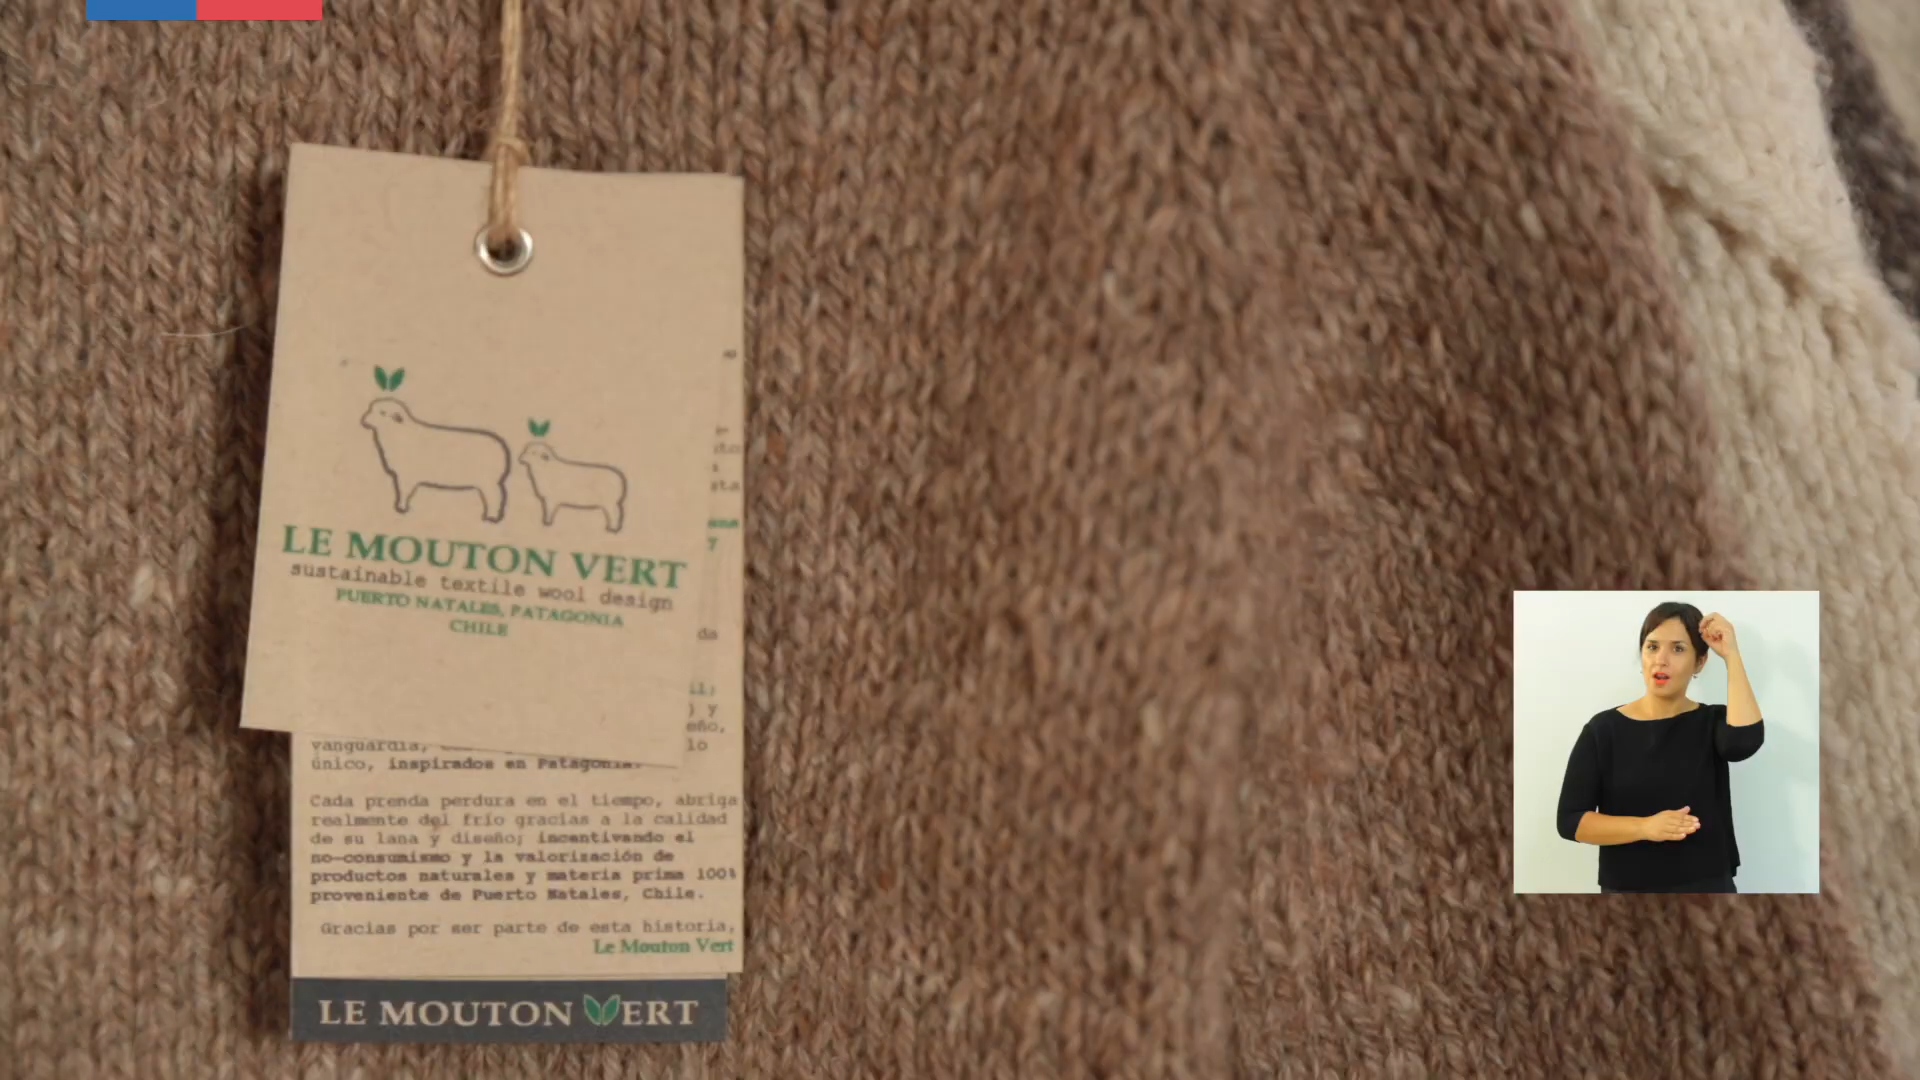 LE MOUTON VERT
sustainable textile wool design
PUERTO NATALES, PATAGONIA
CHILE
da
y
lo
único, inspirados en Patagonia.
Cada prenda perdura en el tiempo, abriga
realmente del frío gracias a la calidad
de su lana y diseño; incentivando el
no-consumismo y la valorización de
productos naturales y materia prima 100%
proveniente de Puerto Natales, Chile.
Gracias por ser parte de esta historia,
Le Mouton Vert
LE MOUTON VERT